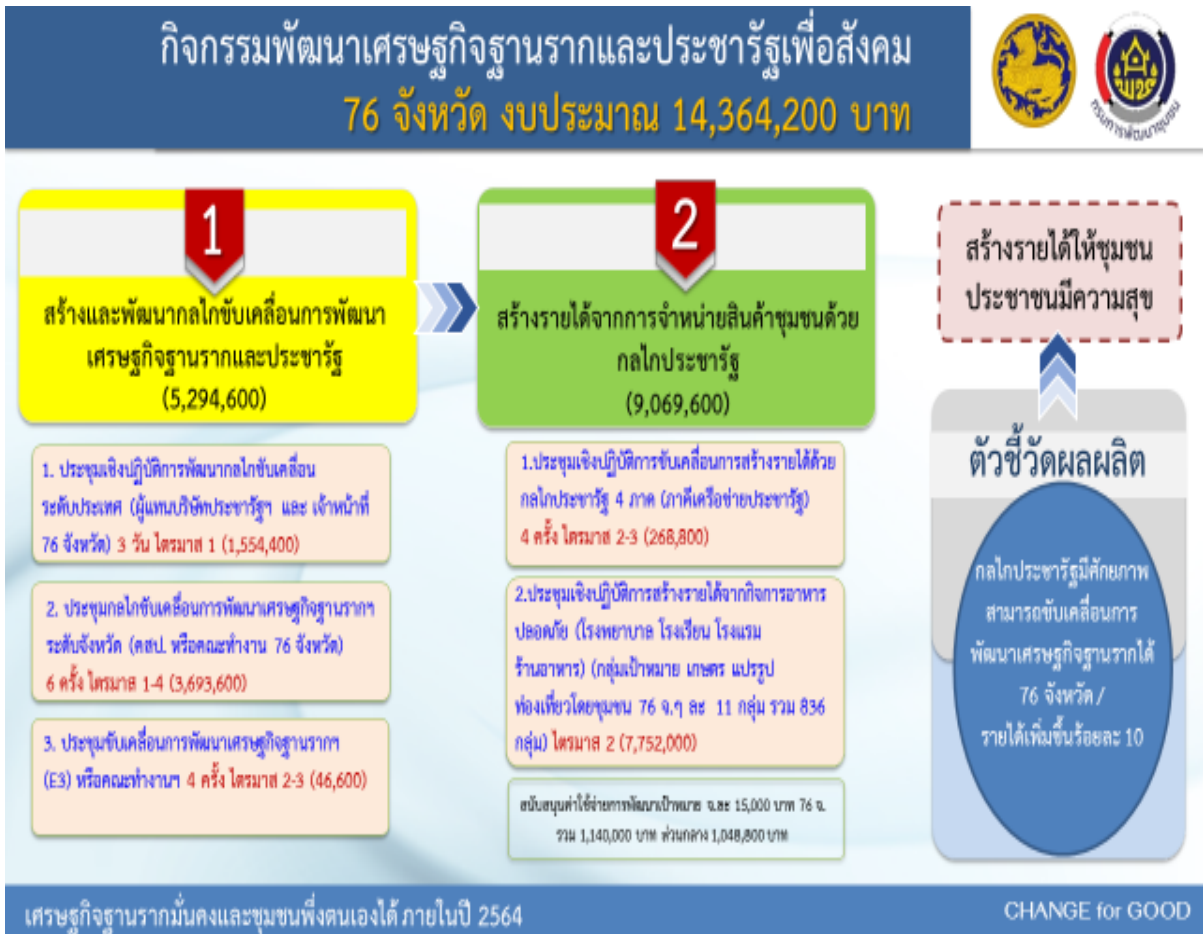 กิจกรรมพัฒนาเศรษฐกิจฐานรากและประชารัฐเพื่อสังคม
76 จังหวัด งบประมาณ 14,364,200 บาท
กรมการพัฒนาชุมชน
1
สร้างและพัฒนากลไกขับเคลื่อนการพัฒนา
เศรษฐกิจฐานรากและประชารัฐ
(5,294,600)
1. ประชุมเชิงปฏิบัติการพัฒนากลไกขับเคลื่อน
ระดับประเทศ (ผู้แทนบริษัทประชารัฐฯ และ เจ้าหน้าที่
76 จังหวัด) 3 วัน ไตรมาส 1 (1,554,400)
2. ประชุมกลไกขับเคลื่อนการพัฒนาเศรษฐกิจฐานรากฯ
ระดับจังหวัด (คสป. หรือคณะทำงาน 76 จังหวัด)
6 ครั้ง ไตรมาส 1-4 (3,693,600)
3. ประชุมขับเคลื่อนการพัฒนาเศรษฐกิจฐานรากฯ
(E3) หรือคณะทำงานฯ 4 ครั้ง ไตรมาส 2-3 (46,600)
2
สร้างรายได้จากการจำหน่ายสินค้าชุมชนด้วย
กลไกประชารัฐ
(9,069,600)
1.ประชุมเชิงปฏิบัติการขับเคลื่อนการสร้างรายได้ด้วย
กลไกประชารัฐ 4 ภาค (ภาคีเครือข่ายประชารัฐ)
4 ครั้ง ไตรมาส 2-3 (268,800)
2.ประชุมเชิงปฏิบัติการสร้างรายได้จากกิจการอาหาร
ปลอดภัย (โรงพยาบาล โรงเรียน โรงแรม
ร้านอาหาร) (กลุ่มเป้าหมาย เกษตร แปรรูป
ท่องเที่ยวโดยชุมชน 76 จ.ๆ ละ 11 กลุ่ม รวม 836
กลุ่ม) ไตรมาส 2 (7,752,000)
สนับสนุนค่าใช้จ่ายการพัฒนาเป้าหมาย จ.ละ 15,000 บาท 76 จ.
รวม 1,140,000 บาท ส่วนกลาง 1,048,800 บาท
สร้างรายได้ให้ชุมชน
ประชาชนมีความสุข
ตัวชี้วัดผลผลิต
กลไกประชารัฐมีศักยภาพ
สามารถขับเคลื่อนการ
พัฒนาเศรษฐกิจฐานรากได้
76 จังหวัด /
รายได้เพิ่มขึ้นร้อยละ 10
เศรษฐกิจฐานรากมั่นคงและชุมชนพึ่งตนเองได้ ภายในปี 2564
CHANGE for GOOD